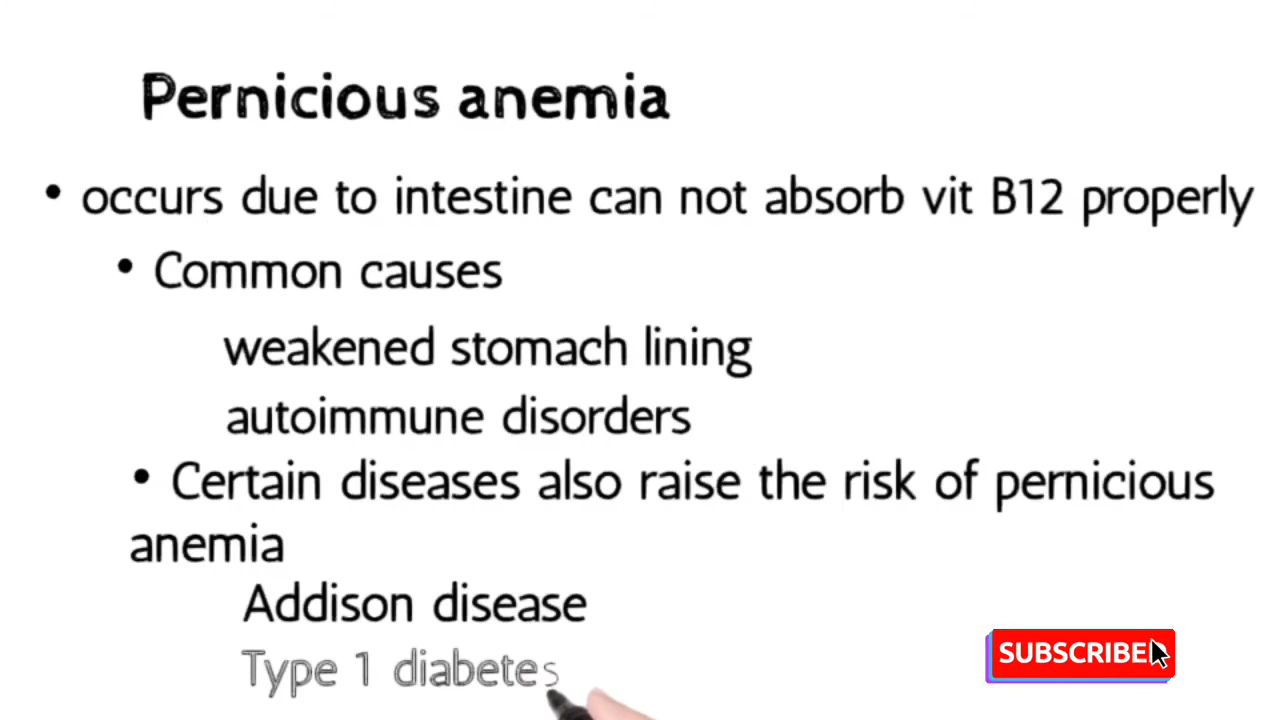 Pernicious anemia
• occurs due to intestine can not absorb vit B12 properly
• Common causes
weakened stomach lining
autoimmune disorders
• Certain diseases also raise the risk of pernicious
anemia
Addison disease
Type 1 diabetes
SUBSCRIBED